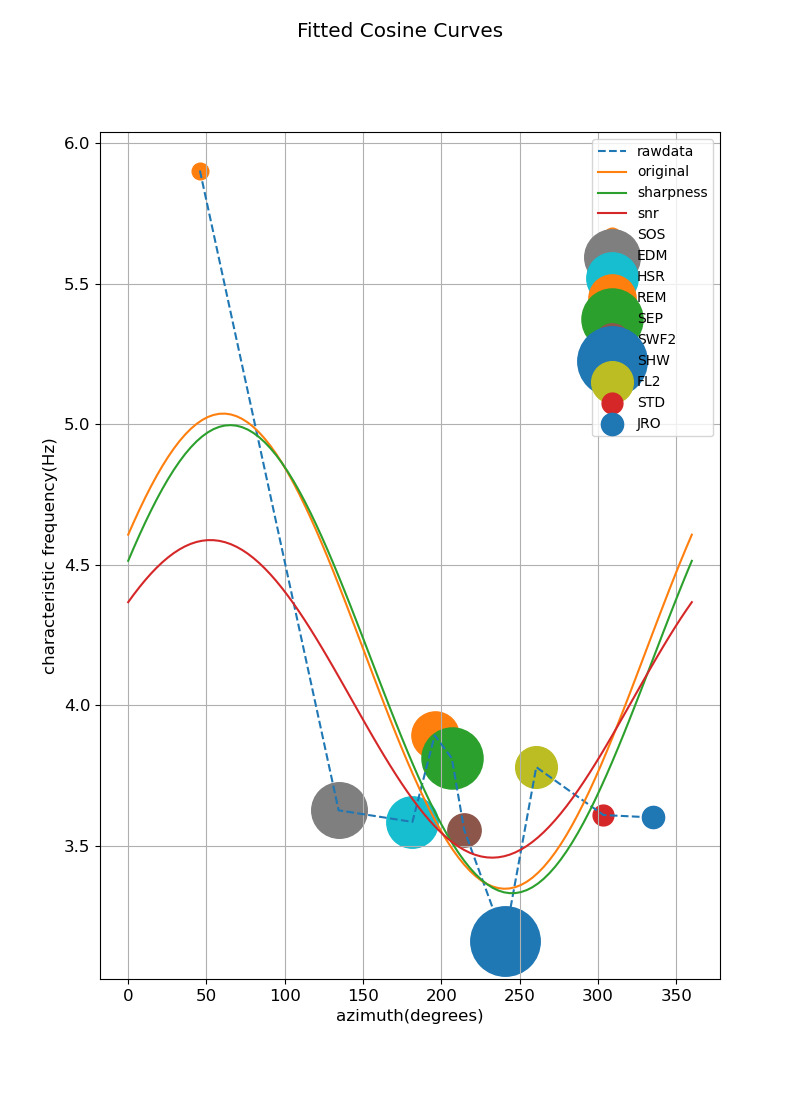 Fitted Cosine Curves
6.0
5.5
5.0
4.5
4.0
3.5
characteristic frequency(Hz)
rawdata
original
sharpness
snr
SOS
EDM
HSR
REM
SEP
SWF2
SHW
FL2
STD
JRO
0 50 100 150 200 250 300 350
azimuth(degrees)